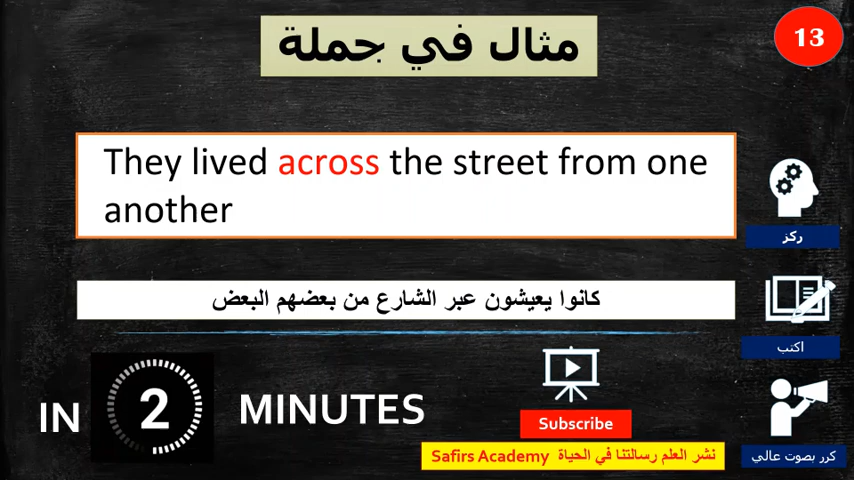 مثال في جملة
13
They lived across the street from one
another
ركز
كانوا يعيشون عبر الشارع من بعضهم البعض
اكتب
IN 2 MINUTES
Subscribe
نشر العلم رسالتنا في الحياة Safirs Academy
كرر بصوت عالي